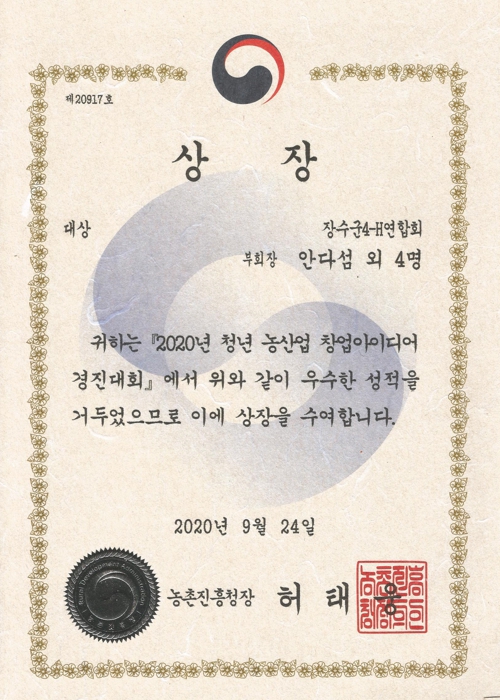 제20917호
상 장
대상
장수군4-H연합회
부회장 안다섬 외 4명
귀하는 『2020년 청년 농산업 창업아이디어
경진대회』에서 위와 같이 우수한 성적을
거두었으므로 이에 상장을 수여합니다.
2020년 9월 24일
농촌진흥청장 허 태 웅